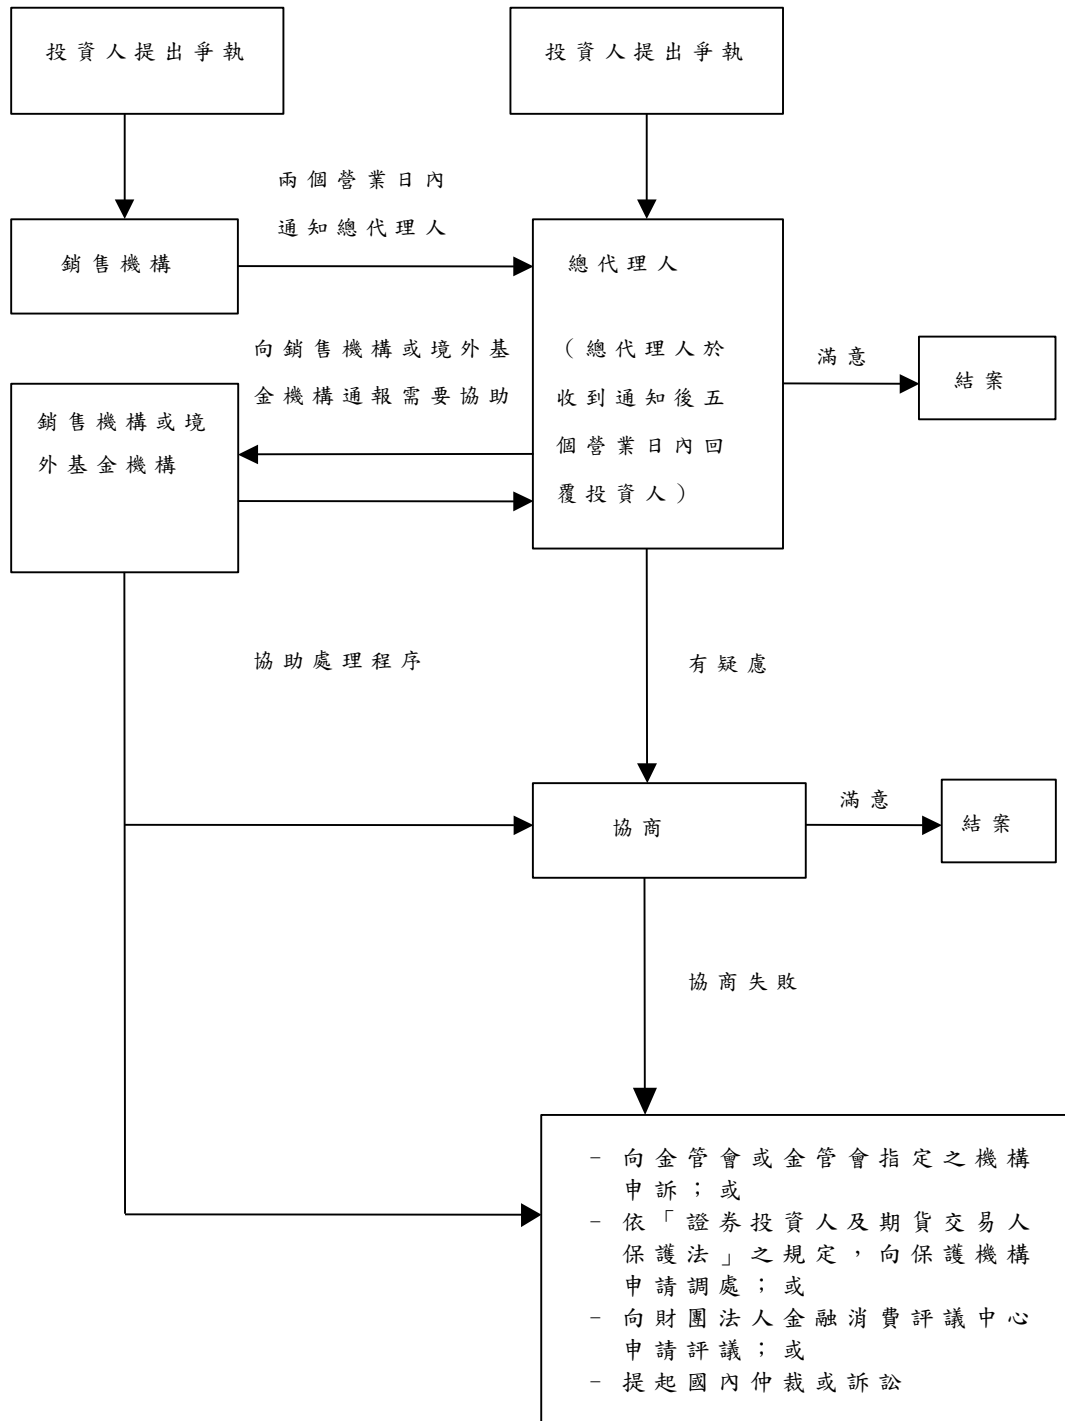 投資人提出爭執
投資人提出爭執
兩個營業日內
通知總代理人
銷售機構
總代理人
向銷售機構或境外基
金機構通報需要協助
（總代理人於
收到通知後五
個營業日內回
覆投資人）
滿意
結案
銷售機構或境
外基金機構
協助處理程序
有疑慮
協商
滿意
結案
協商失敗
- 向金管會或金管會指定之機構
申訴；或
- 依「證券投資人及期貨交易人
保護法」之規定，向保護機構
申請調處；或
- 向財團法人金融消費評議中心
申請評議；或
- 提起國內仲裁或訴訟